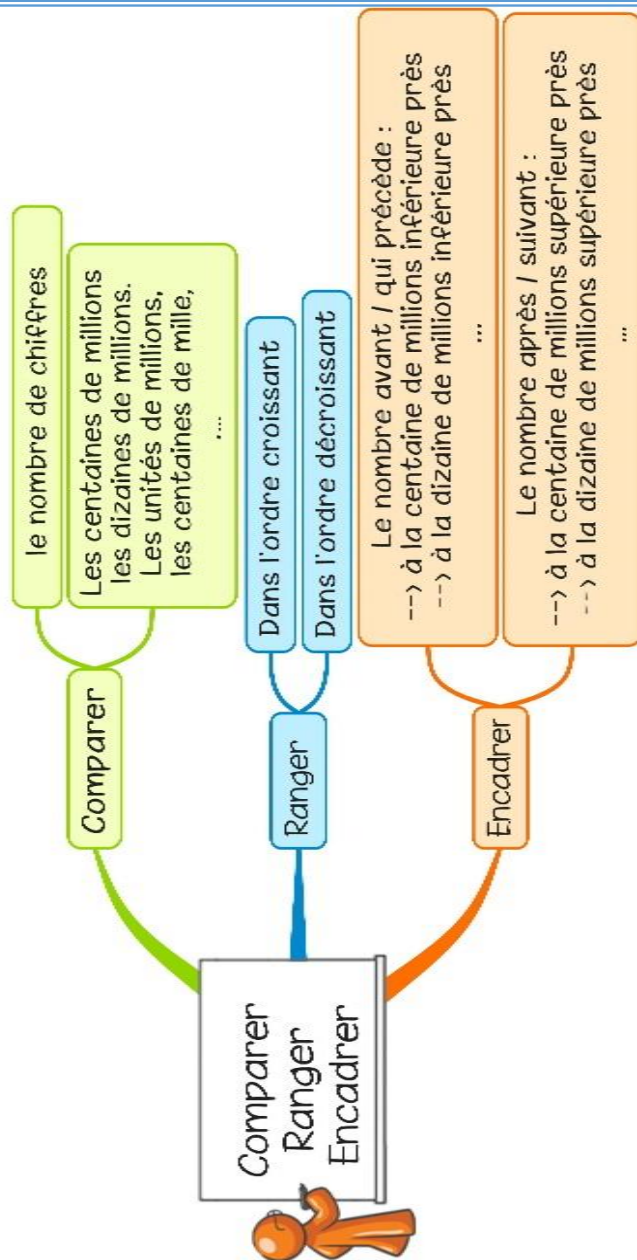 Comparer
Ranger
Encadrer
Comparer
le nombre de chiffres
Les centaines de millions
les dizaines de millions.
Les unités de millions,
les centaines de mille,
,...
Ranger
Dans l'ordre croissant
Dans l'ordre décroissant
Encadrer
Le nombre avant / qui précède :
--> à la centaine de millions inférieure près
--> à la dizaine de millions inférieure près
...
Le nombre après / suivant :
--> à la centaine de millions supérieure près
--> à la dizaine de millions supérieure près
...